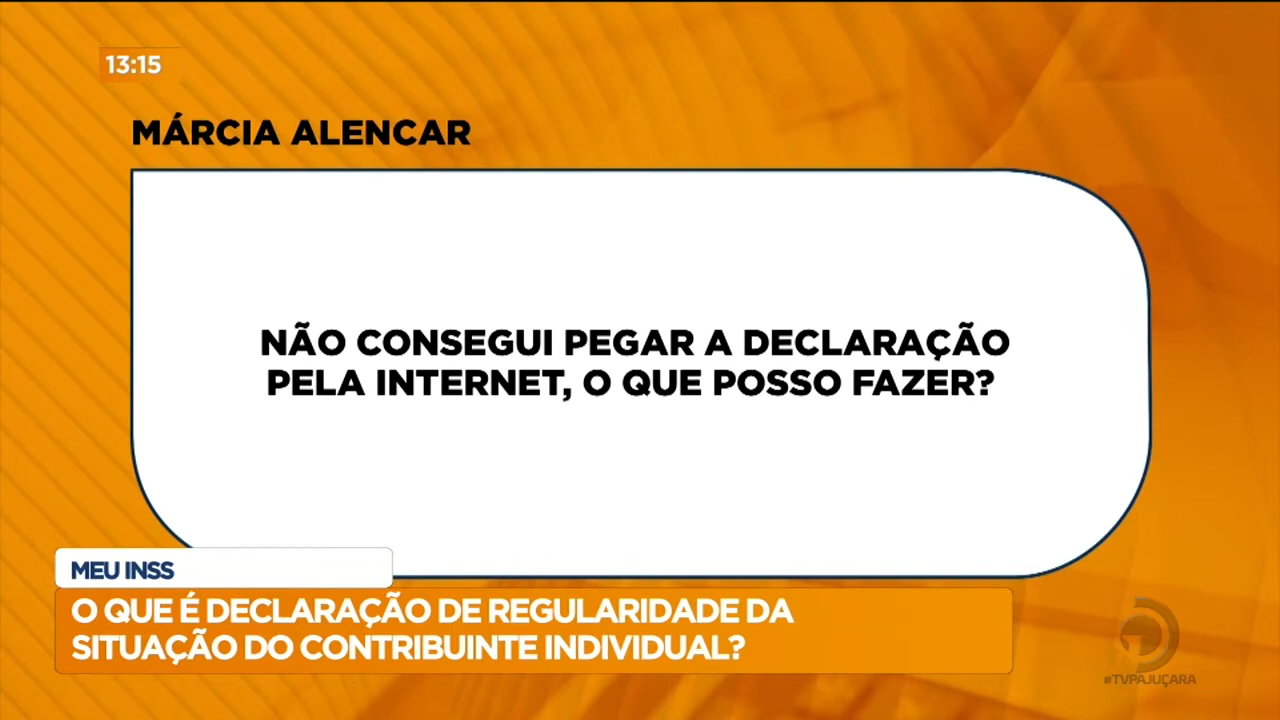 13:15
MÁRCIA ALENCAR
NÃO CONSEGUI PEGAR A DECLARAÇÃO
PELA INTERNET, O QUE POSSO FAZER?
MEU INSS
O QUE É DECLARAÇÃO DE REGULARIDADE DA
SITUAÇÃO DO CONTRIBUINTE INDIVIDUAL?
#TVPAJUÇARA